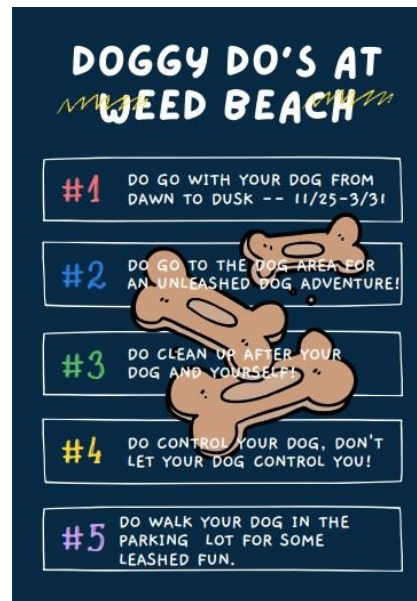 DOGGY DO'S AT
WEED BEACH
#1
DO GO WITH YOUR DOG FROM
DAWN TO DUSK -- 11/25-3/31
#2
DO GO TO THE DOG AREA FOR
AN UNLEASHED DOG ADVENTURE!
#3
DO CLEAN UP AFTER YOUR
DOG AND YOURSELF!
#4
DO CONTROL YOUR DOG, DON'T
LET YOUR DOG CONTROL YOU!
#5
DO WALK YOUR DOG IN THE
PARKING LOT FOR SOME
LEASHED FUN.